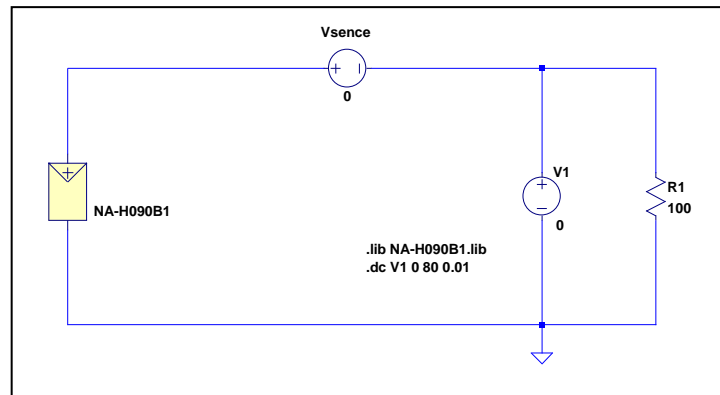 Vsence
+ −
0
+
NA-H090B1
V1
+
−
0
R1
100
.lib NA-H090B1.lib
.dc V1 0 80 0.01